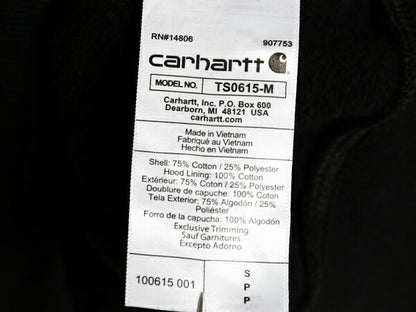 RN#14806 907753
carhartt
MODEL NO. TS0615-M
Carhartt, Inc. P.O. Box 600
Dearborn, MI 48121 USA
carhartt.com
Made in Vietnam
Fabriqué au Vietnam
Hecho en Vietnam
Shell: 75% Cotton / 25% Polyester
Hood Lining: 100% Cotton
Extérieur: 75% Coton / 25% Polyester
Doublure de capuche: 100% Coton
Tela Exterior: 75% Algodón / 25%
Poliéster
Forro de la capucha: 100% Algodón
Exclusive Trimming
Sauf Garnitures
Excepto Adorno
S
100615 001 P
P